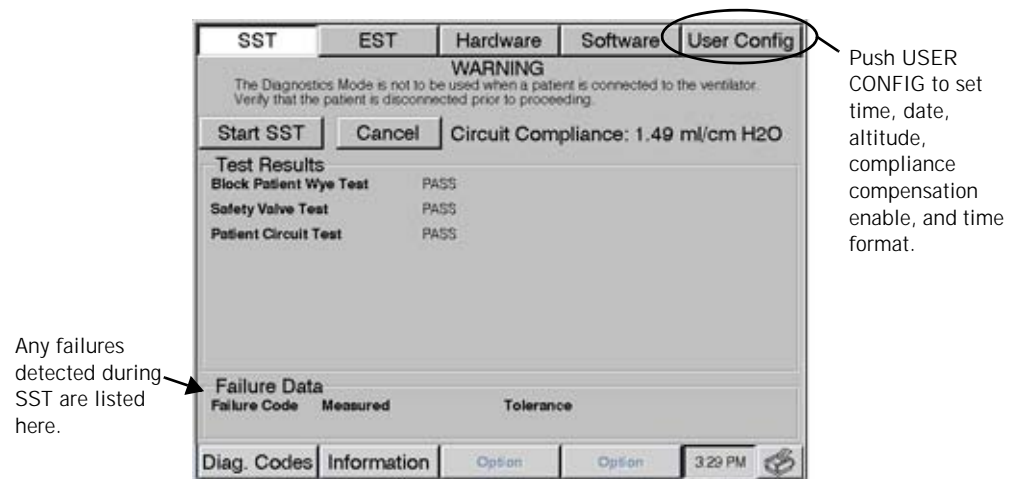 SST EST Hardware Software User Config
WARNING
The Diagnostics Mode is not to be used when a patient is connected to the ventilator.
Verify that the patient is disconnected prior to proceeding.
Start SST Cancel Circuit Compliance: 1.49 ml/cm H2O
Test Results
Block Patient Wye Test PASS
Safety Valve Test PASS
Patient Circuit Test PASS
Failure Data
Failure Code Measured Tolerance
Diag. Codes Information Option Option 3:29 PM
Push USER
CONFIG to set
time, date,
altitude,
compliance
compensation
enable, and time
format.
Any failures
detected during
SST are listed
here.